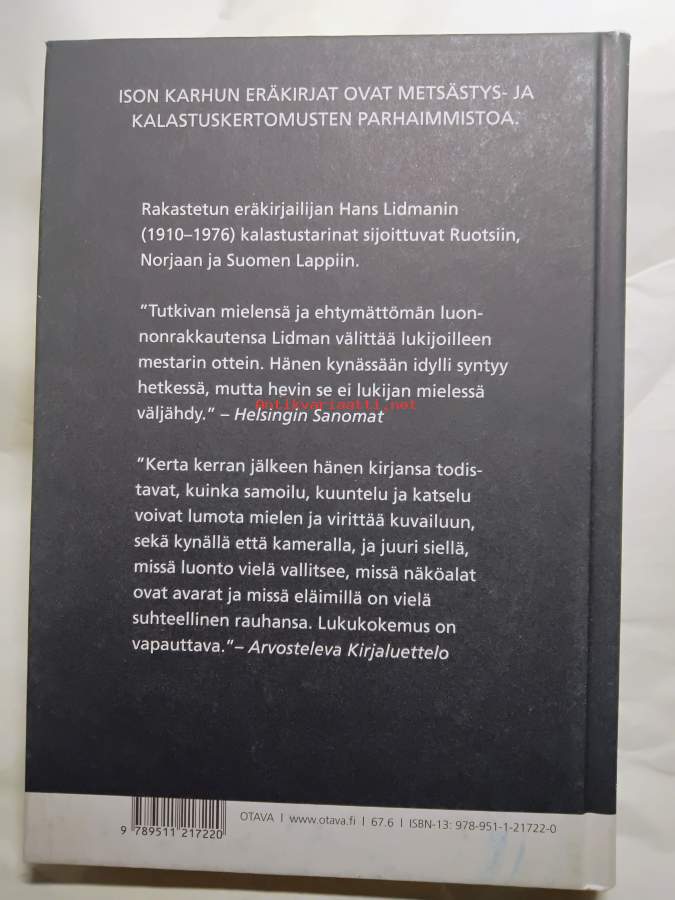 ISON KARHUN ERÄKIRJAT OVAT METSÄSTYS- JA
KALASTUSKERTOMUSTEN PARHAIMMISTOA.
Rakastetun eräkirjailijan Hans Lidmanin
(1910–1976) kalastustarinat sijoittuvat Ruotsiin,
Norjaan ja Suomen Lappiin.
”Tutkivan mielensä ja ehtymättömän luon-
nonrakkautensa Lidman välittää lukijoilleen
mestarin ottein. Hänen kynässään idylli syntyy
hetkessä, mutta hevin se ei lukijan mielessä
väljähdy.” – Helsingin Sanomat
Antikvariaatti.net
”Kerta kerran jälkeen hänen kirjansa todis-
tavat, kuinka samoilu, kuuntelu ja katselu
voivat lumota mielen ja virittää kuvailuun,
sekä kynällä että kameralla, ja juuri siellä,
missä luonto vielä vallitsee, missä näköalat
ovat avarat ja missä eläimillä on vielä
suhteellinen rauhansa. Lukukokemus on
vapauttava.”– Arvosteleva Kirjaluettelo
OTAVA | www.otava.fi | 67.6 | ISBN-13: 978-951-1-21722-0
9 789511 217220